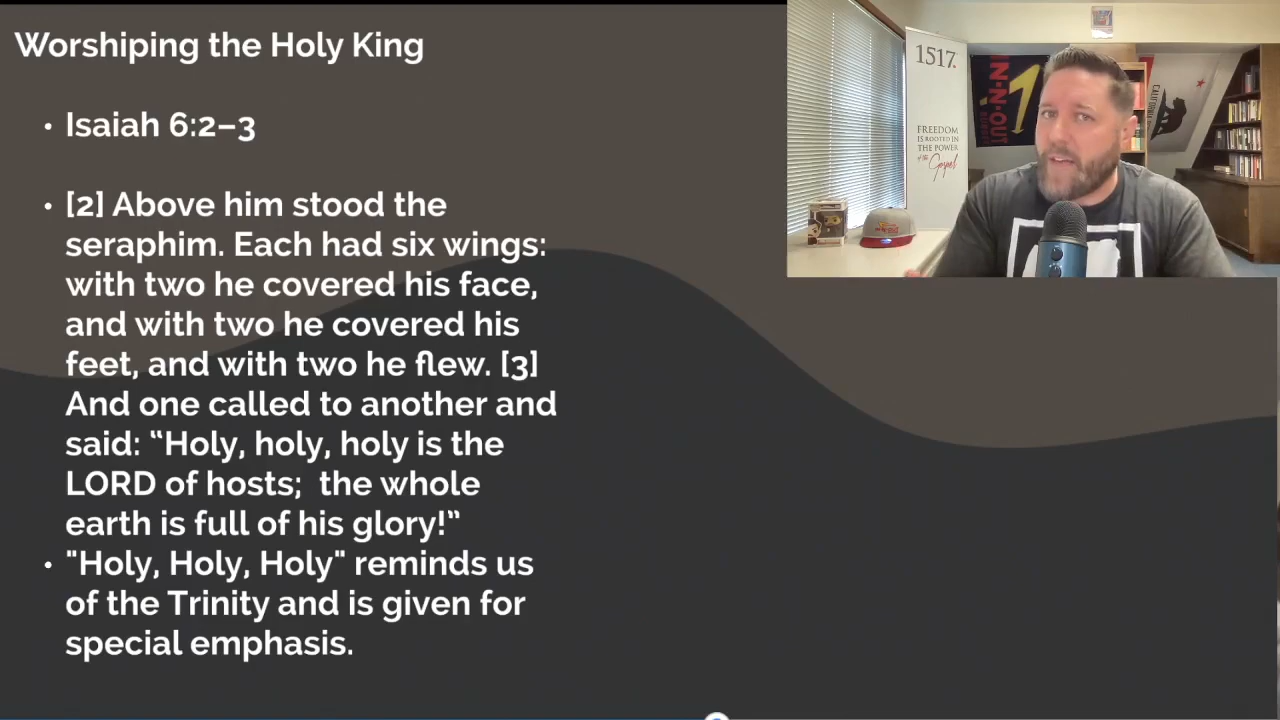 Worshiping the Holy King
• Isaiah 6:2–3
• [2] Above him stood the
seraphim. Each had six wings:
with two he covered his face,
and with two he covered his
feet, and with two he flew. [3]
And one called to another and
said: “Holy, holy, holy is the
LORD of hosts;  the whole
earth is full of his glory!”
• "Holy, Holy, Holy" reminds us
of the Trinity and is given for
special emphasis.
1517.
FREEDOM
IS ROOTED IN
THE POWER
of the Gospel
IN-N-OUT
CALIFORNIA